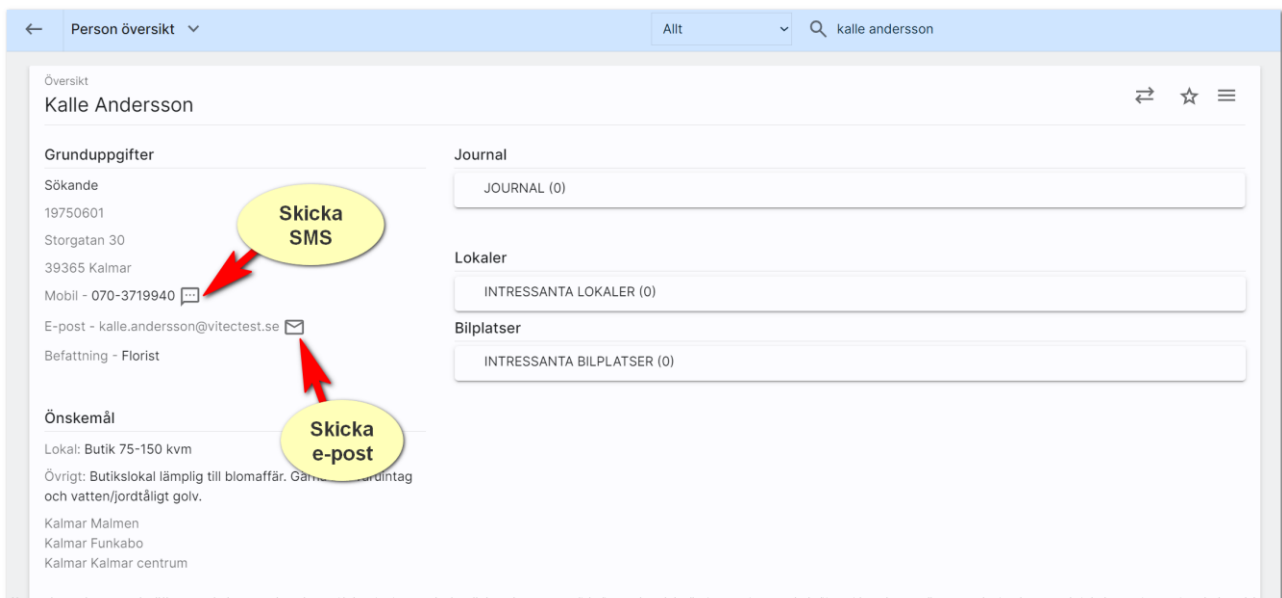 Person översikt
Allt
kalle andersson
Översikt
Kalle Andersson
Grunduppgifter
Sökande
19750601
Storgatan 30
39365 Kalmar
Mobil - 070-3719940
E-post - kalle.andersson@vitectest.se
Befattning - Florist
Skicka
SMS
Skicka
e-post
Önskemål
Lokal: Butik 75-150 kvm
Övrigt: Butikslokal lämplig till blomaffär.
och vatten/jordtåligt golv.
Kalmar Malmen
Kalmar Funkabo
Kalmar Kalmar centrum
Journal
JOURNAL (0)
Lokaler
INTRESSANTA LOKALER (0)
Bilplatser
INTRESSANTA BILPLATSER (0)